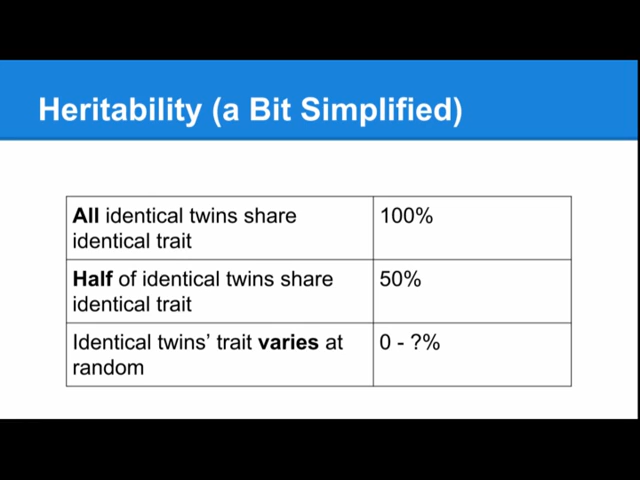 Heritability (a Bit Simplified)
All identical twins share
identical trait
100%
Half of identical twins share
identical trait
50%
Identical twins’ trait varies at
random
0 - ?%